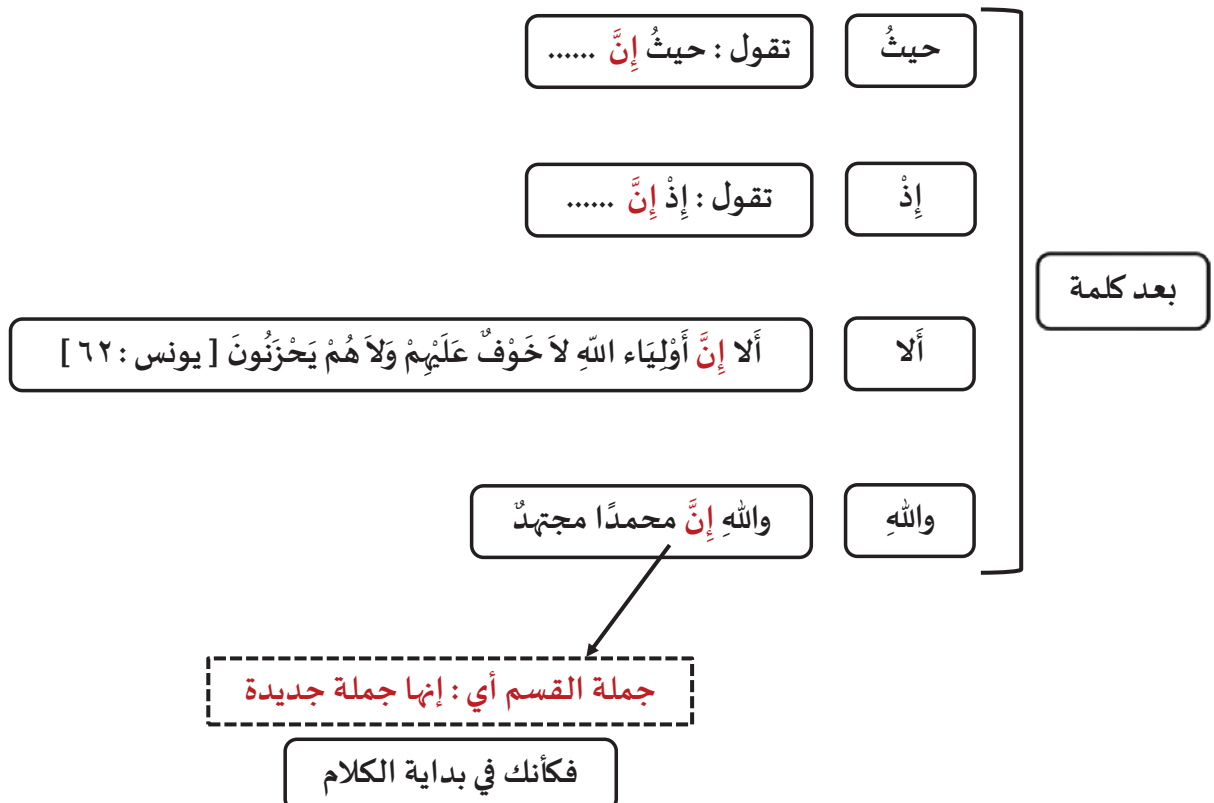 بعد كلمة
حيثُ
تقول : حيثُ إِنَّ ......
إِذْ
تقول : إِذْ إِنَّ ......
أَلا
أَلا إِنَّ أَوْلِيَاء اللّهِ لاَ خَوْفٌ عَلَيْهِمْ وَلاَ هُمْ يَحْزَنُونَ [ يونس : ٦٢ ]
واللهِ
واللهِ إِنَّ محمدًا مجتهدٌ
جملة القسم أي : إنها جملة جديدة
فكأنك في بداية الكلام